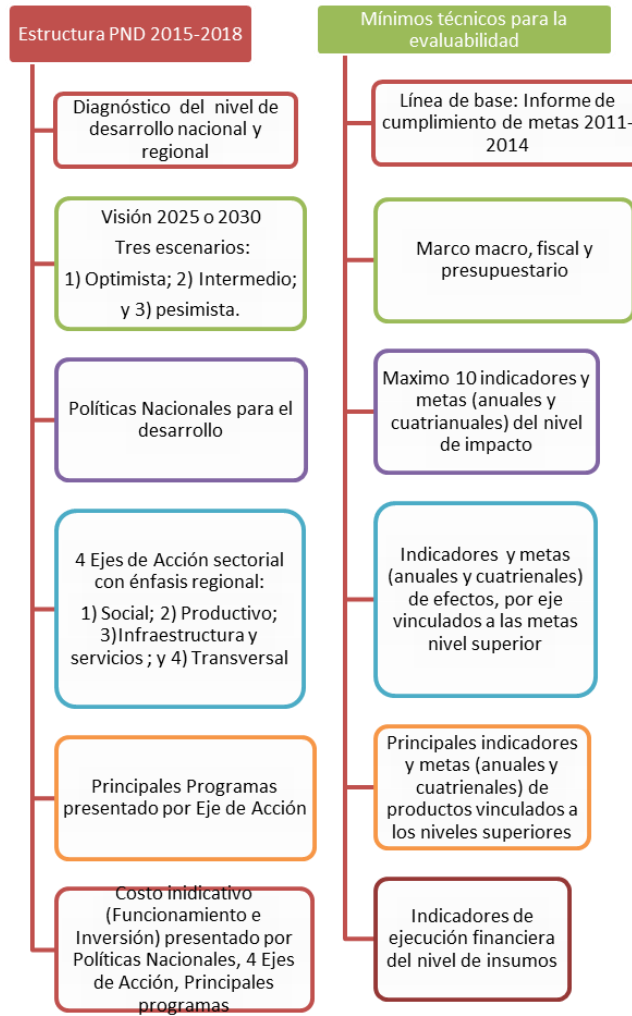 Estructura PND 2015-2018
Diagnóstico del nivel de
desarrollo nacional y
regional
Visión 2025 o 2030
Tres escenarios:
1) Optimista; 2) Intermedio;
y 3) pesimista.
Políticas Nacionales para el
desarrollo
4 Ejes de Acción sectorial
con énfasis regional:
1) Social; 2) Productivo;
3)Infraestructura y
servicios ; y 4) Transversal
Principales Programas
presentado por Eje de Acción
Costo inidicativo
(Funcionamiento e
Inversión) presentado por
Políticas Nacionales, 4 Ejes
de Acción, Principales
programas
Mínimos técnicos para la
evaluabilidad
Línea de base: Informe de
cumplimiento de metas 2011-
2014
Marco macro, fiscal y
presupuestario
Maximo 10 indicadores y
metas (anuales y
cuatrianuales) del nivel
de impacto
Indicadores y metas
(anuales y cuatrienales)
de efectos, por eje
vinculados a las metas
nivel superior
Principales indicadores
y metas (anuales y
cuatrienales) de
productos vinculados a
los niveles superiores
Indicadores de
ejecución financiera
del nivel de insumos